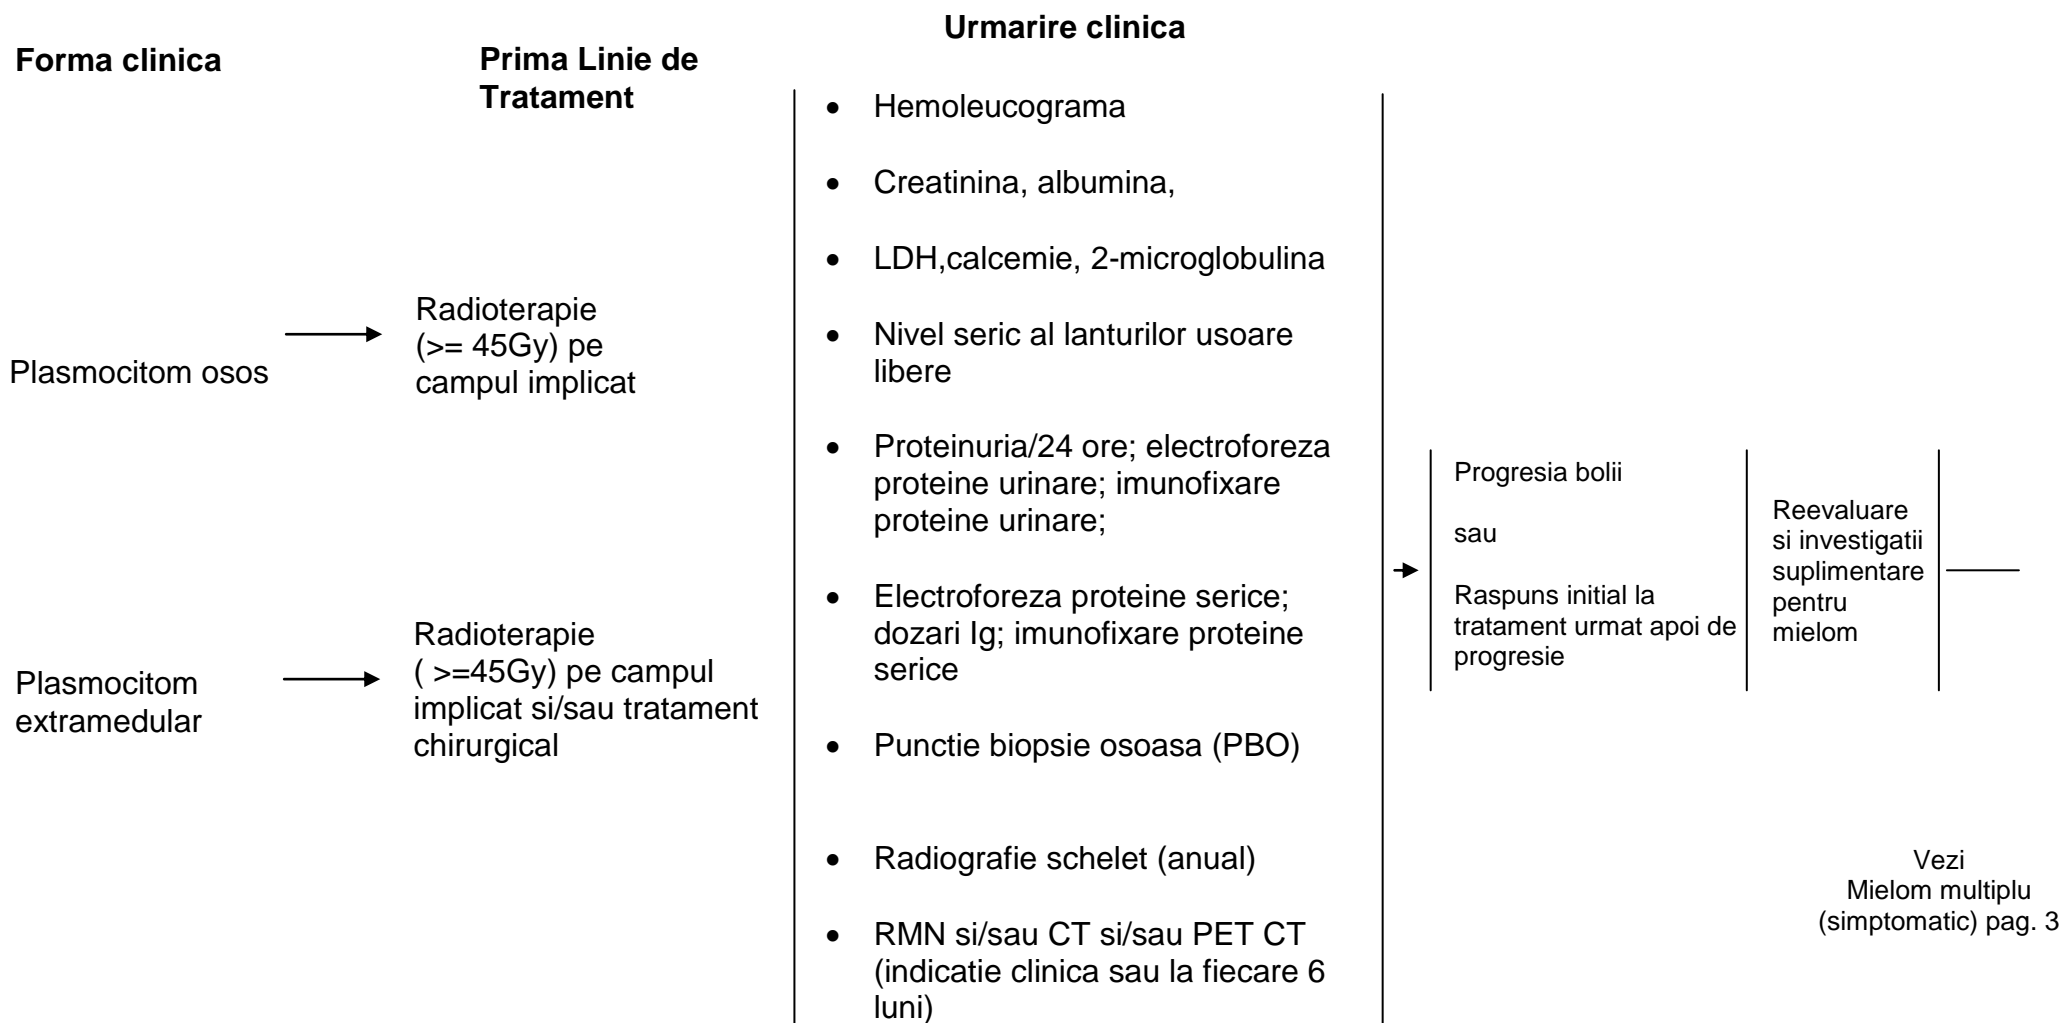 Forma clinica
Prima Linie de
Tratament
Urmarire clinica
Plasmocitom osos
Radioterapie
(>= 45Gy) pe
campul implicat
Plasmocitom
extramedular
Radioterapie
( >=45Gy) pe campul
implicat si/sau tratament
chirurgical
• Hemoleucograma
• Creatinina, albumina,
• LDH,calcemie, 2-microglobulina
• Nivel seric al lanturilor usoare
libere
• Proteinuria/24 ore; electroforeza
proteine urinare; imunofixare
proteine urinare;
• Electroforeza proteine serice;
dozari Ig; imunofixare proteine
serice
• Punctie biopsie osoasa (PBO)
• Radiografie schelet (anual)
• RMN si/sau CT si/sau PET CT
(indicatie clinica sau la fiecare 6
luni)
Progresia bolii
sau
Raspuns initial la
tratament urmat apoi de
progresie
Reevaluare
si investigatii
suplimentare
pentru
mielom
Vezi
Mielom multiplu
(simptomatic) pag. 3